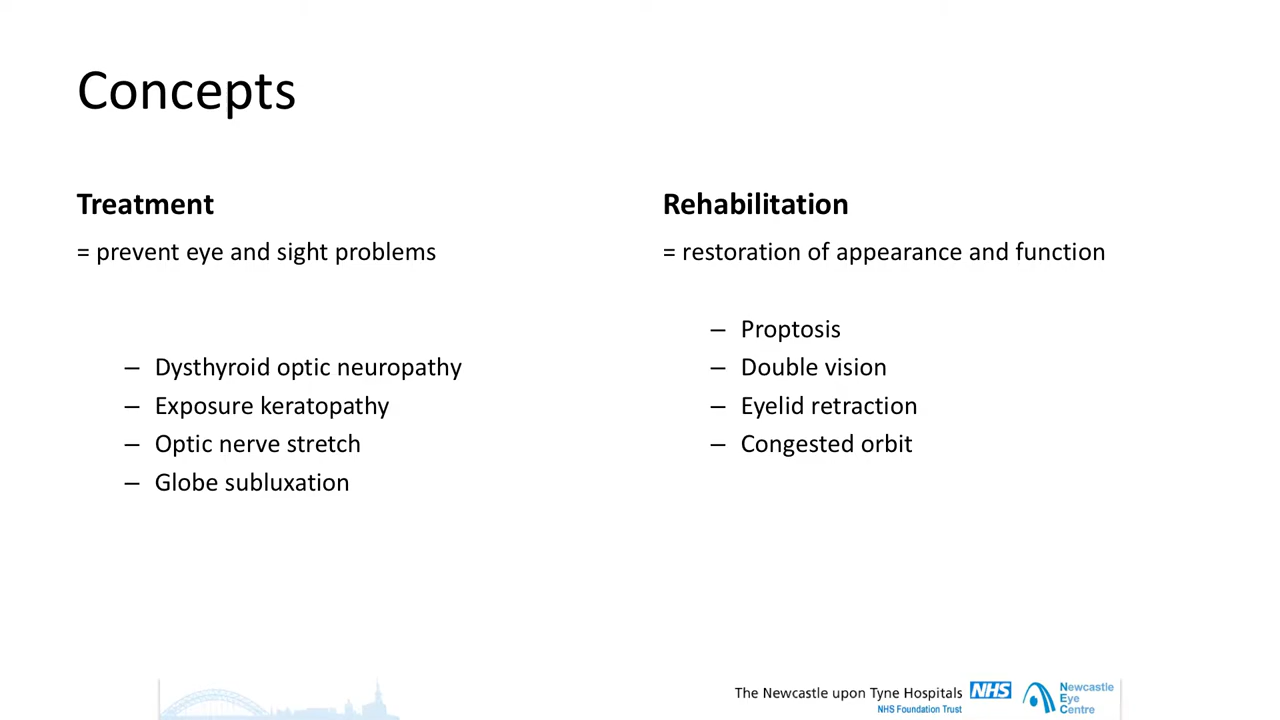 Concepts
Treatment
= prevent eye and sight problems
– Dysthyroid optic neuropathy
– Exposure keratopathy
– Optic nerve stretch
– Globe subluxation
Rehabilitation
= restoration of appearance and function
– Proptosis
– Double vision
– Eyelid retraction
– Congested orbit
The Newcastle upon Tyne Hospitals NHS
NHS Foundation Trust
Newcastle
Eye
Centre